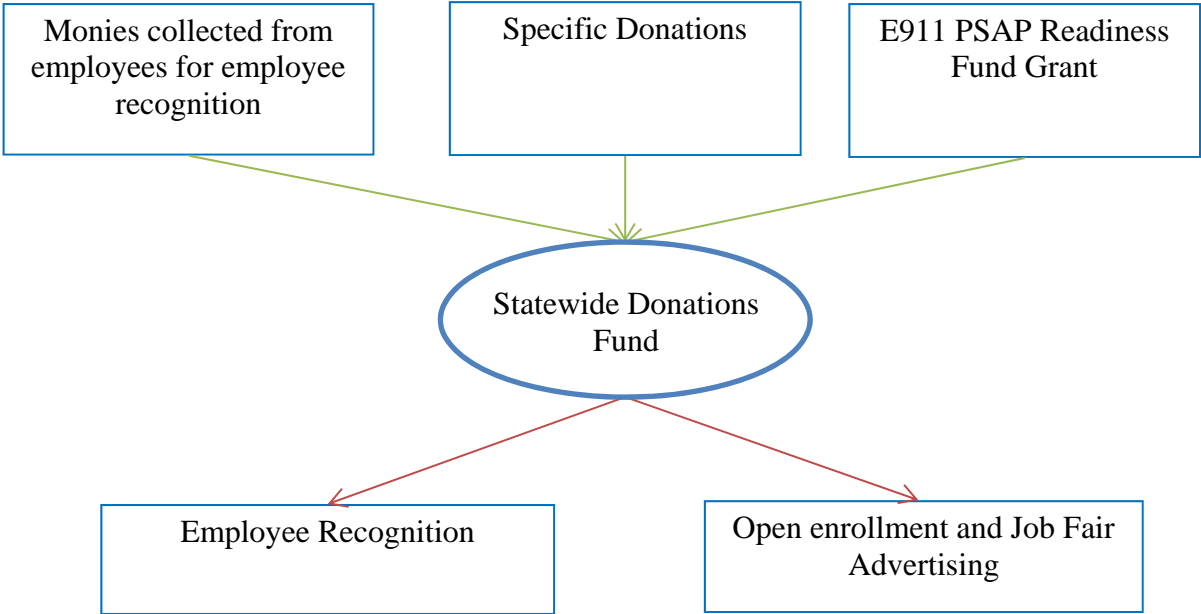 Monies collected from
employees for employee
recognition
Specific Donations
E911 PSAP Readiness
Fund Grant
Statewide Donations
Fund
Employee Recognition
Open enrollment and Job Fair
Advertising